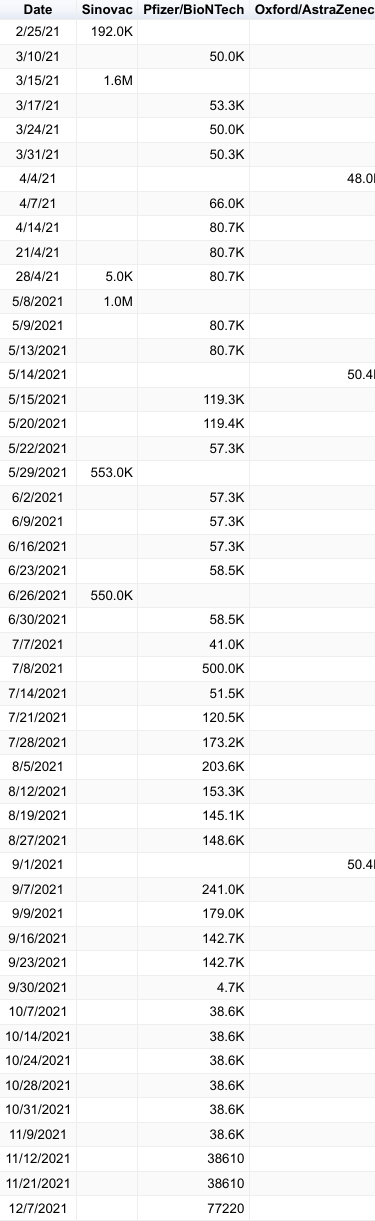 Date Sinovac Pfizer/BioNTech Oxford/AstraZenec
2/25/21 192.0K
3/10/21 50.0K
3/15/21 1.6M
3/17/21 53.3K
3/24/21 50.0K
3/31/21 50.3K
4/4/21 48.0
4/7/21 66.0K
4/14/21 80.7K
21/4/21 80.7K
28/4/21 5.0K 80.7K
5/8/2021 1.0M
5/9/2021 80.7K
5/13/2021 80.7K
5/14/2021 50.4
5/15/2021 119.3K
5/20/2021 119.4K
5/22/2021 57.3K
5/29/2021 553.0K
6/2/2021 57.3K
6/9/2021 57.3K
6/16/2021 57.3K
6/23/2021 58.5K
6/26/2021 550.0K
6/30/2021 58.5K
7/7/2021 41.0K
7/8/2021 500.0K
7/14/2021 51.5K
7/21/2021 120.5K
7/28/2021 173.2K
8/5/2021 203.6K
8/12/2021 153.3K
8/19/2021 145.1K
8/27/2021 148.6K
9/1/2021 50.4
9/7/2021 241.0K
9/9/2021 179.0K
9/16/2021 142.7K
9/23/2021 142.7K
9/30/2021 4.7K
10/7/2021 38.6K
10/14/2021 38.6K
10/24/2021 38.6K
10/28/2021 38.6K
10/31/2021 38.6K
11/9/2021 38.6K
11/12/2021 38610
11/21/2021 38610
12/7/2021 77220